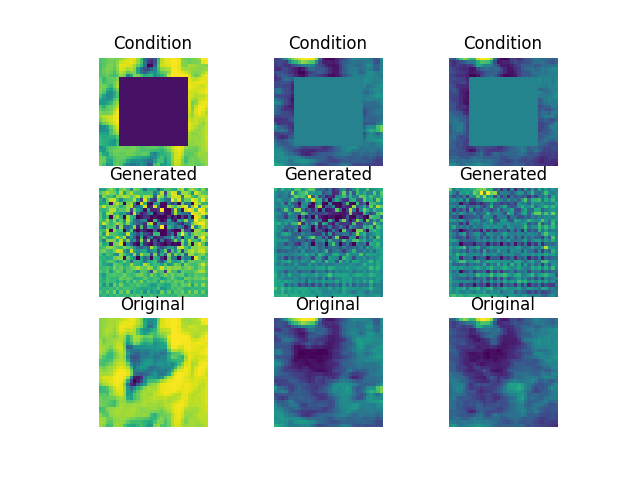 Condition Condition Condition
Generated Generated Generated
Original Original Original